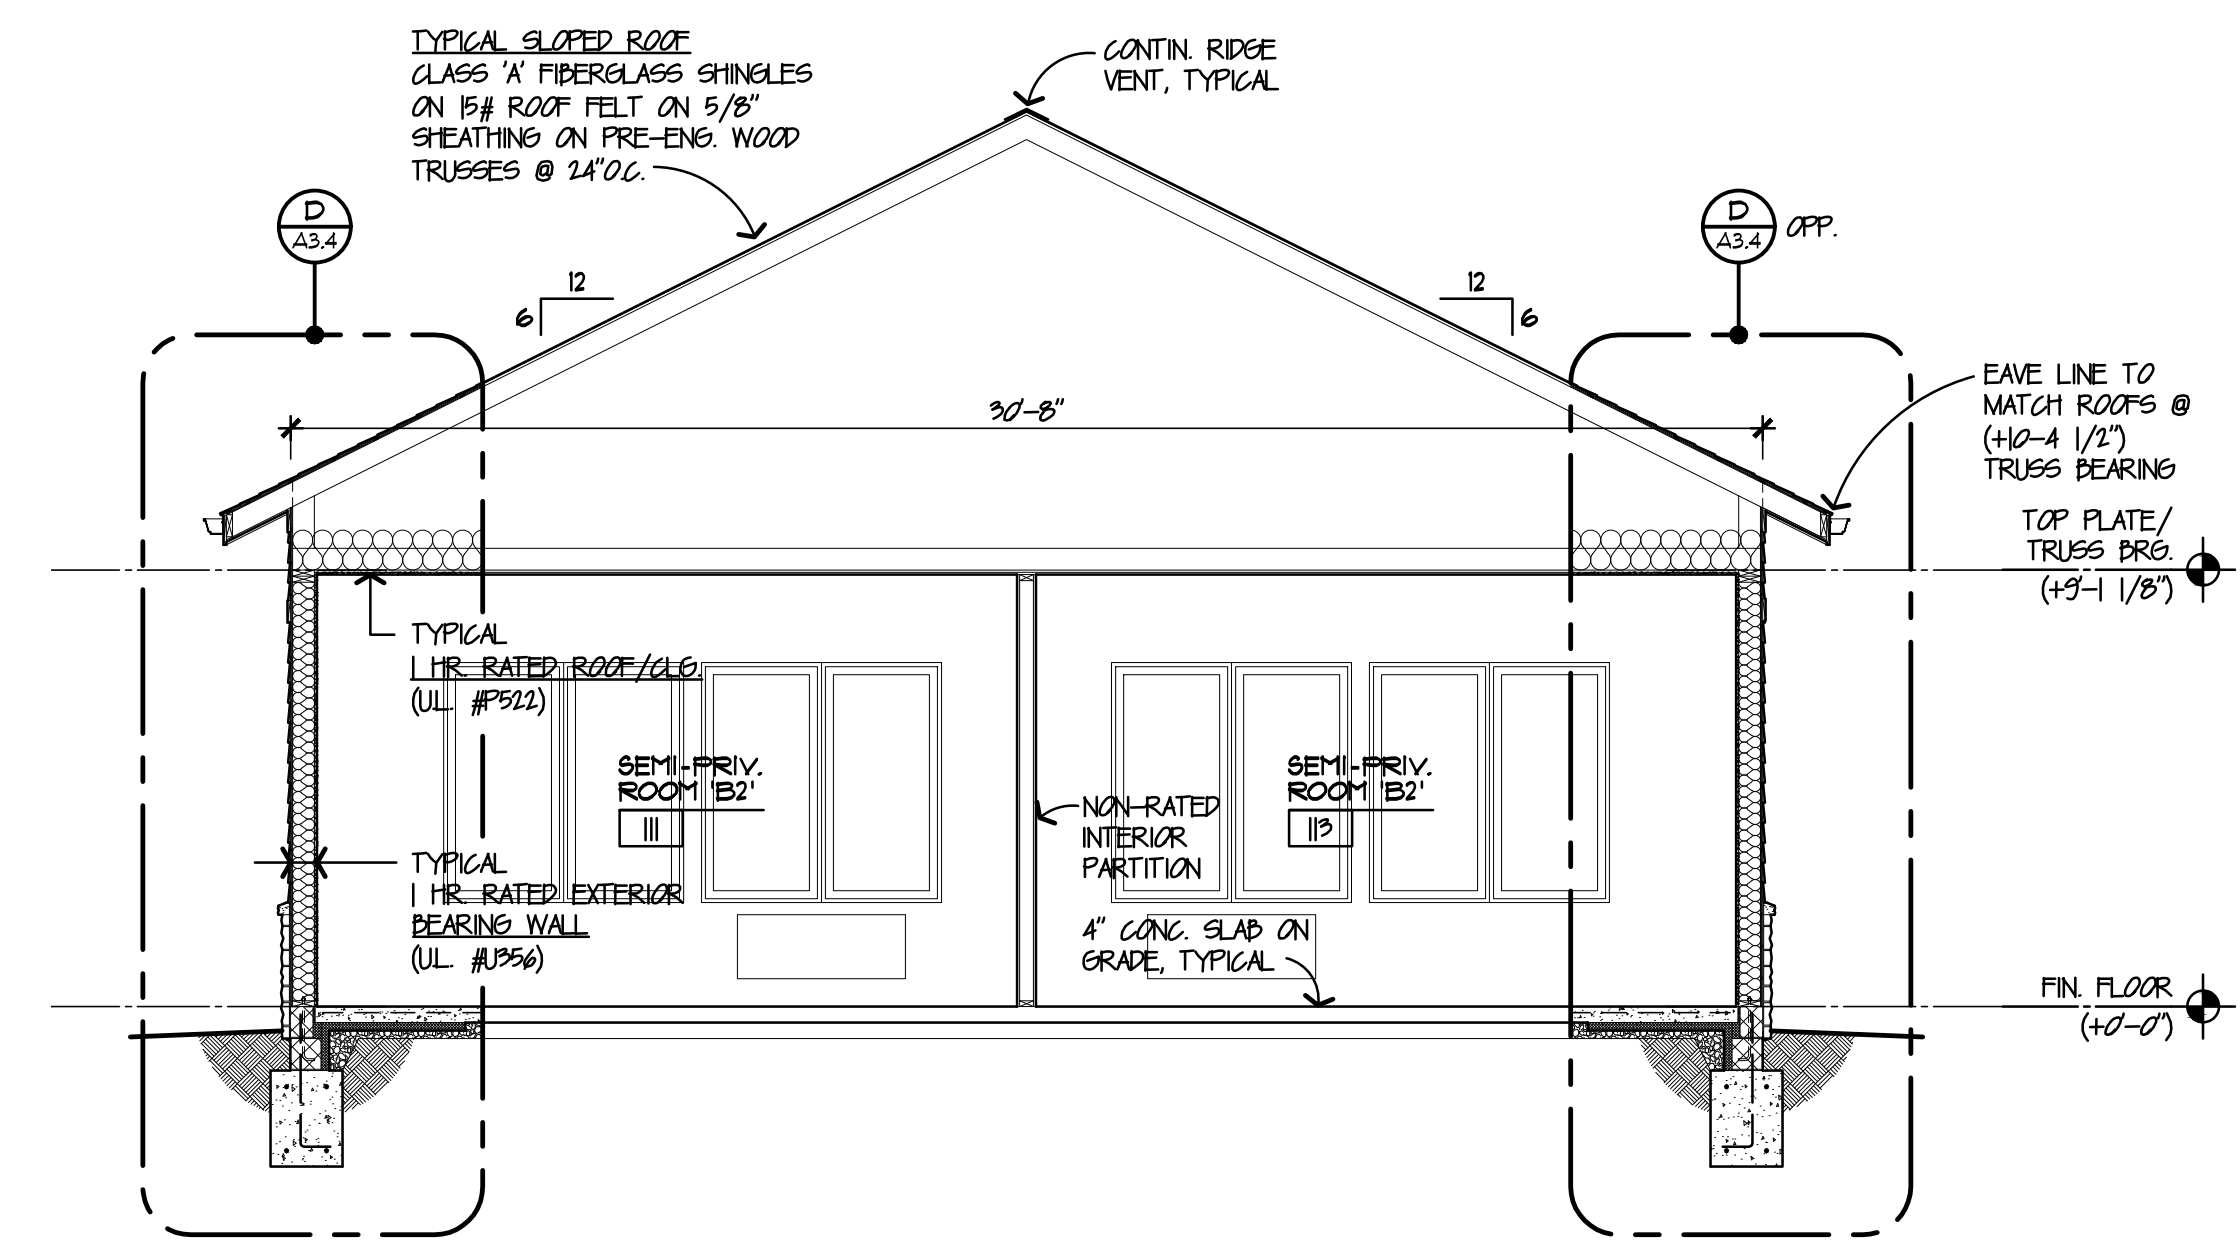 TYPICAL SLOPED ROOF
CLASS 'A' FIBERGLASS SHINGLES
ON 15# ROOF FELT ON 5/8"
SHEATHING ON PRE-ENG. WOOD
TRUSSES @ 24"O.C.
CONTIN. RIDGE
VENT, TYPICAL
D
A3.4
D
A3.4
OPP.
12
6
12
6
30'-8"
EAVE LINE TO
MATCH ROOFS @
(+10-4 1/2")
TRUSS BEARING
TOP PLATE/
TRUSS BRG.
(+9'-1 1/8")
TYPICAL
1 HR. RATED ROOF/CLG.
(U.L. #P522)
SEMI-PRIV.
ROOM 'B2'
111
SEMI-PRIV.
ROOM 'B2'
113
NON-RATED
INTERIOR
PARTITION
TYPICAL
1 HR. RATED EXTERIOR
BEARING WALL
(U.L. #U356)
4" CONC. SLAB ON
GRADE, TYPICAL
FIN. FLOOR
(+0'-0")